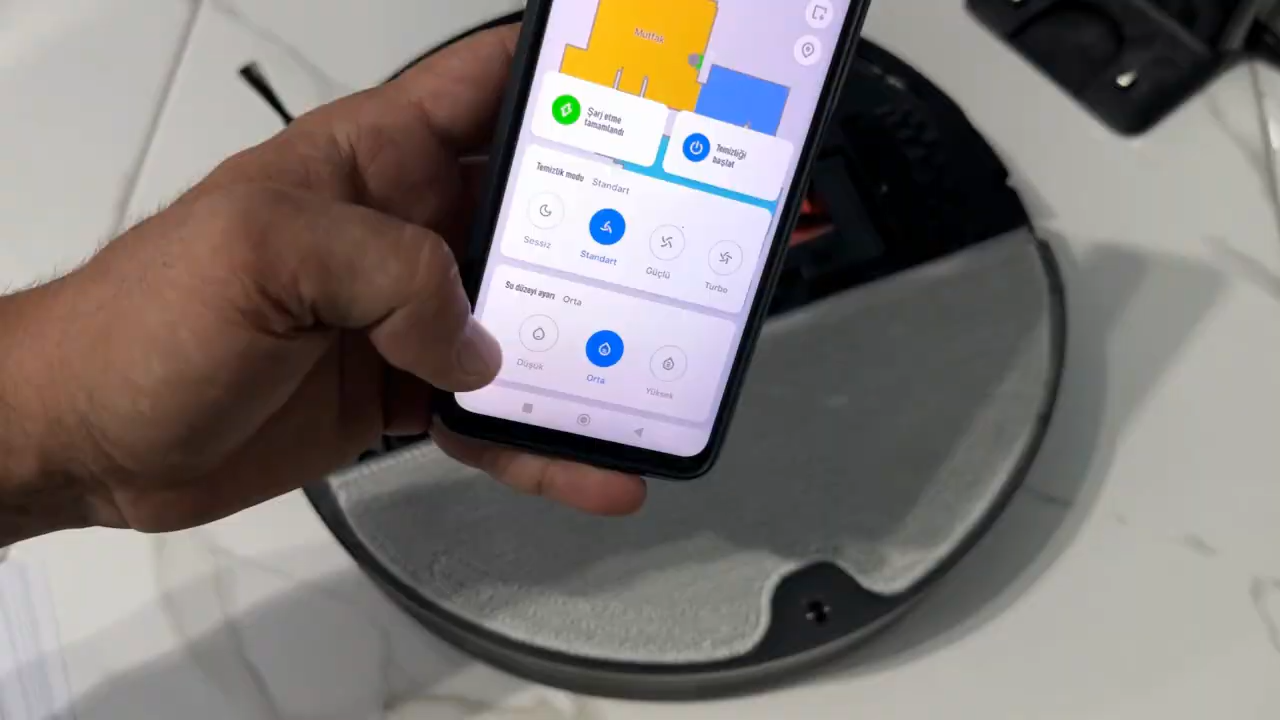 Mutfak
Şarj etme
tamamlandı
Temizliği
başlat
Temizlik modu Standart
Sessiz
Standart
Güçlü
Turbo
Su düzeyi ayarı Orta
Düşük
Orta
Yüksek